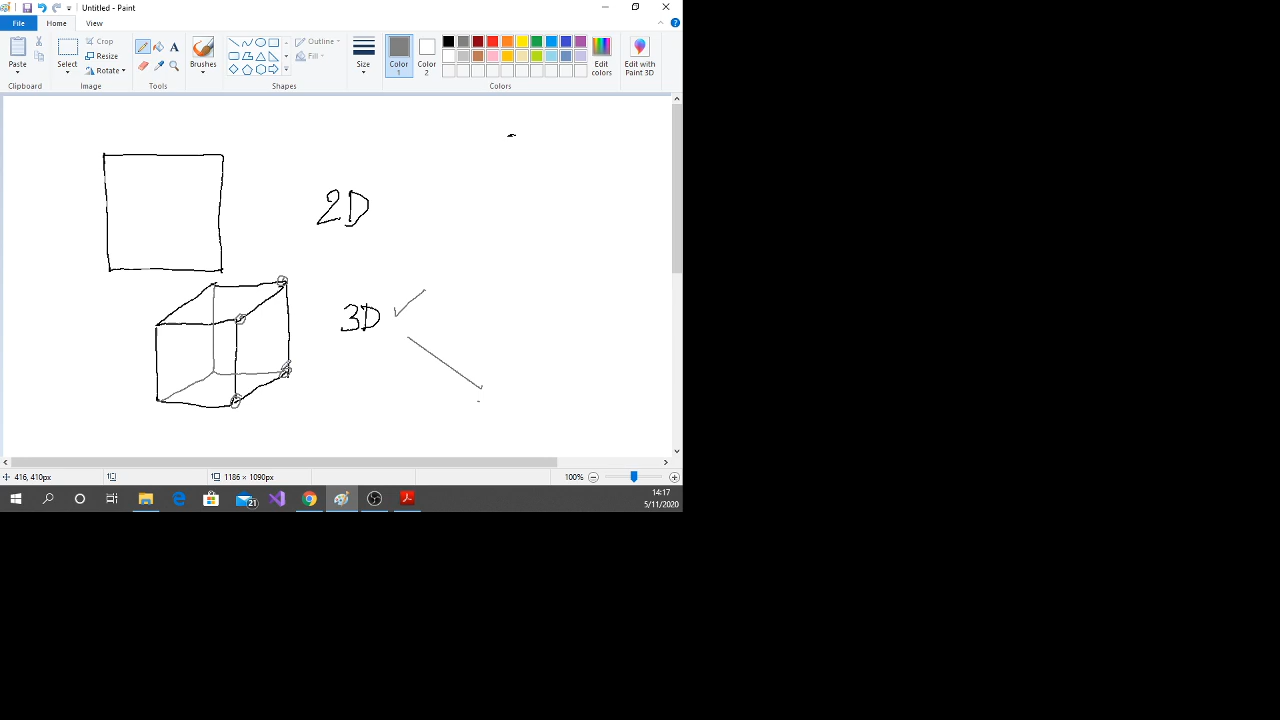 Untitled - Paint
File Home View
Paste
Clipboard
Select
Crop
Resize
Rotate
Image
A
Tools
Brushes
Outline
Fill
Shapes
Size
Color 1
Color 2
Edit colors
Edit with Paint 3D
Colors
2D
3D
416, 410px
1186 × 1090px
100%
21
14:17
5/11/2020